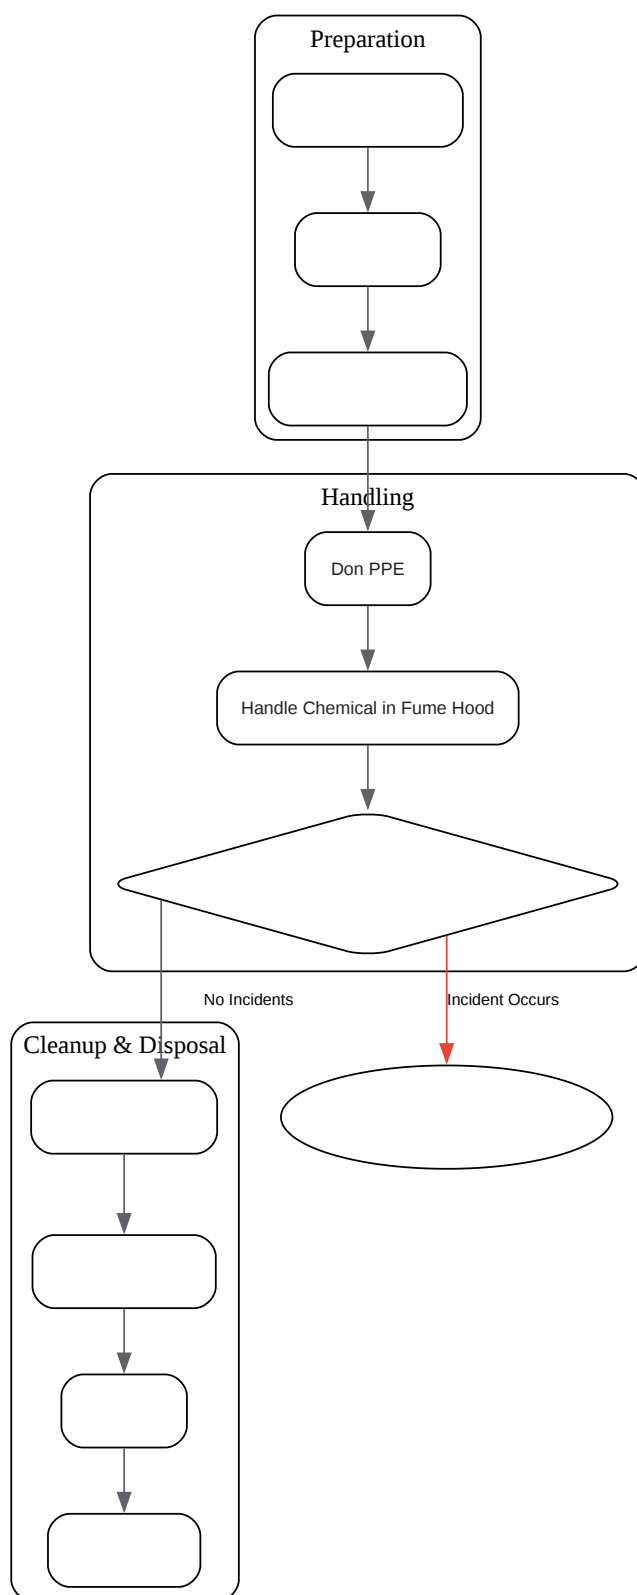 Preparation
Handling
Don PPE
Handle Chemical in Fume Hood
No Incidents
Incident Occurs
Cleanup & Disposal